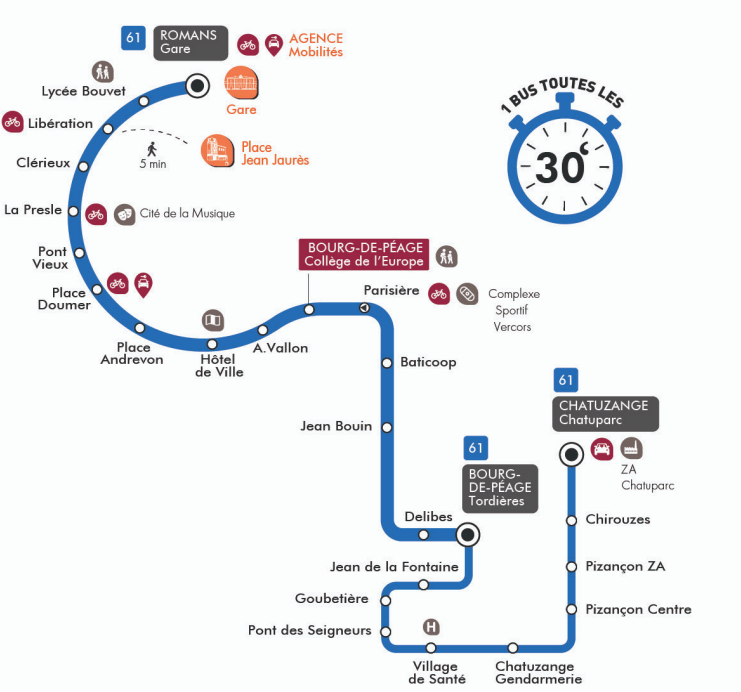 61
ROMANS
Gare
AGENCE
Mobilités
1 BUS TOUTES LES
30‘
Lycée Bouvet
Gare
Libération
5 min
Place
Jean Jaurès
Clérieux
La Presle
Cité de la Musique
Pont
Vieux
BOURG-DE-PÉAGE
Collège de l'Europe
Place
Doumer
Parisière
Complexe
Sportif
Vercors
Place
Andrevon
Hôtel
de Ville
A.Vallon
Baticoop
61
CHATUZANGE
Chatuparc
Jean Bouin
61
BOURG-
DE-PÉAGE
Tordières
ZA
Chatuparc
Delibes
Chirouzes
Jean de la Fontaine
Pizançon ZA
Goubetière
Pizançon Centre
Pont des Seigneurs
H
Village
de Santé
Chatuzange
Gendarmerie